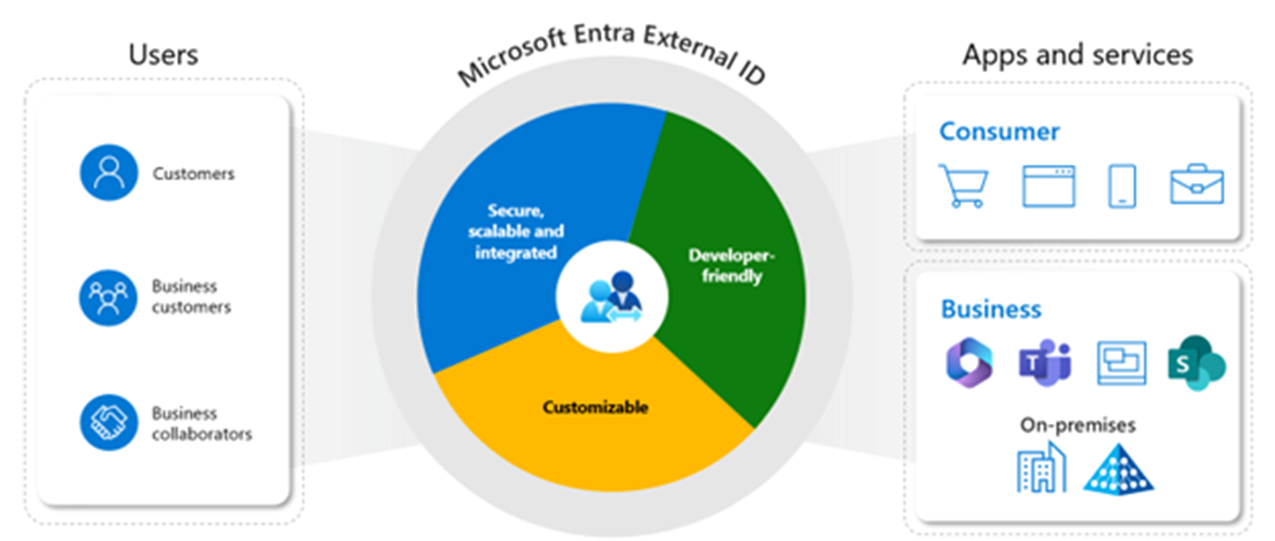 Users
Customers
Business
customers
Business
collaborators
Microsoft Entra External ID
Secure,
scalable and
integrated
Developer-
friendly
Customizable
Apps and services
Consumer
Business
T
S
On-premises